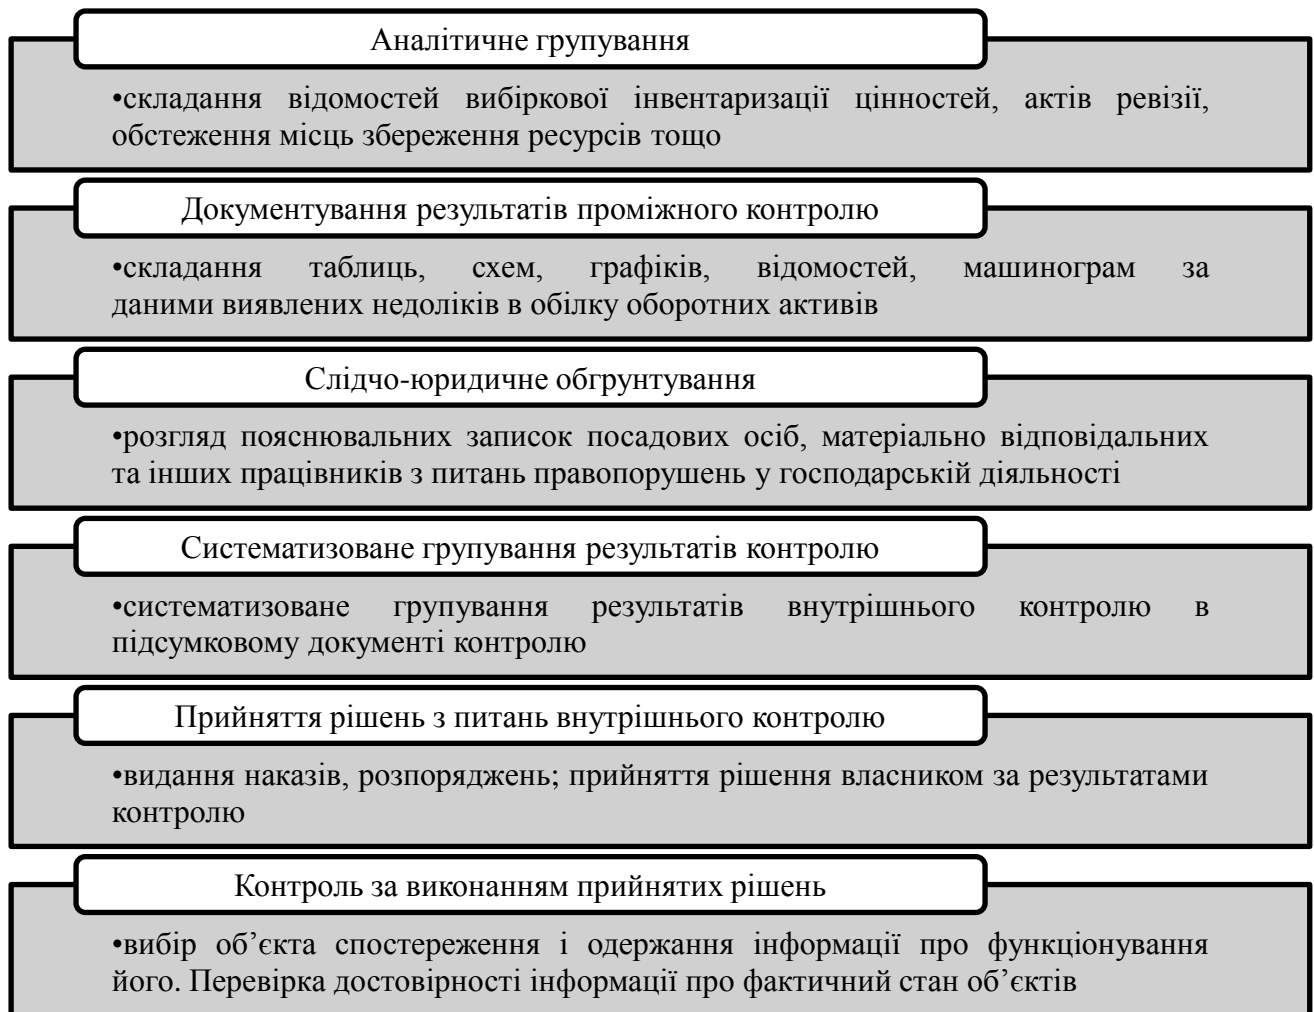 Аналітичне групування
•складання відомостей вибіркової інвентаризації цінностей, актів ревізії,
обстеження місць збереження ресурсів тощо
Документування результатів проміжного контролю
•складання таблиць, схем, графіків, відомостей, машинограм за
даними виявлених недоліків в обілку оборотних активів
Слідчо-юридичне обгрунтування
•розгляд пояснювальних записок посадових осіб, матеріально відповідальних
та інших працівників з питань правопорушень у господарській діяльності
Систематизоване групування результатів контролю
•систематизоване групування результатів внутрішнього контролю в
підсумковому документі контролю
Прийняття рішень з питань внутрішнього контролю
•видання наказів, розпоряджень; прийняття рішення власником за результатами
контролю
Контроль за виконанням прийнятих рішень
•вибір об’єкта спостереження і одержання інформації про функціонування
його. Перевірка достовірності інформації про фактичний стан об’єктів